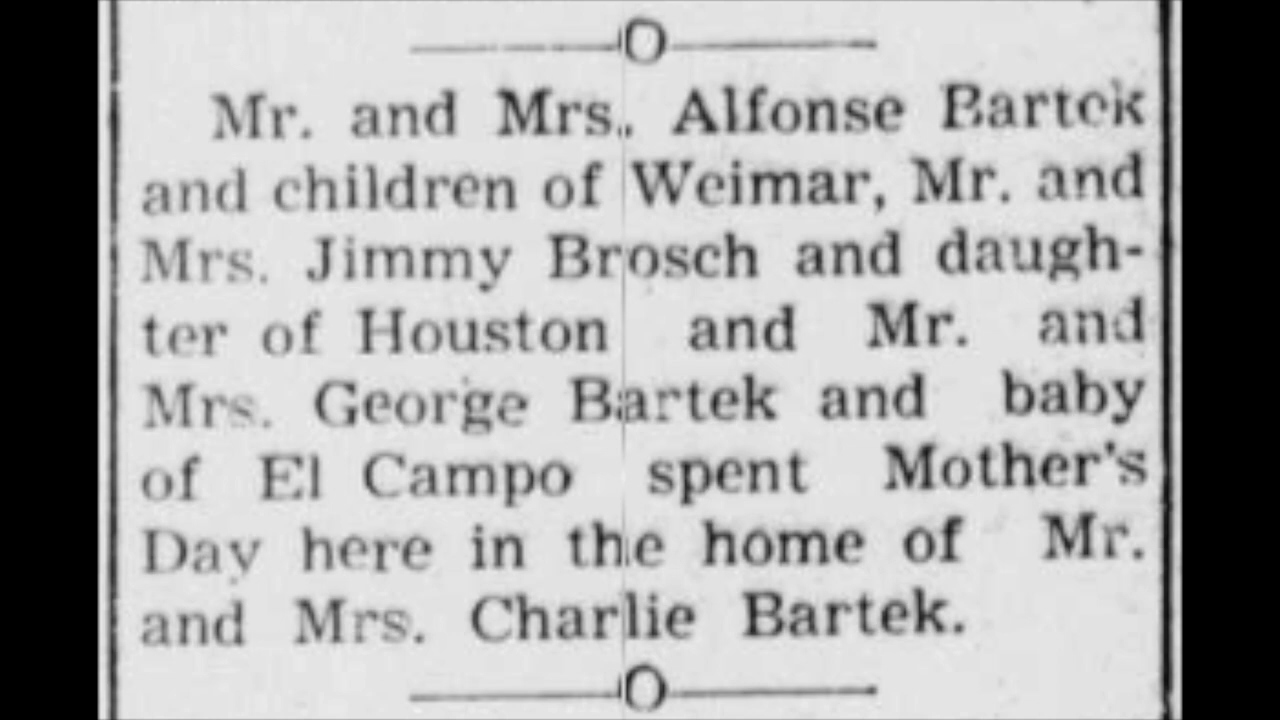 Mr. and Mrs. Alfonse Bartek
and children of Weimar, Mr. and
Mrs. Jimmy Brosch and daugh-
ter of Houston and Mr. and
Mrs. George Bartek and baby
of El Campo spent Mother's
Day here in the home of Mr.
and Mrs. Charlie Bartek.